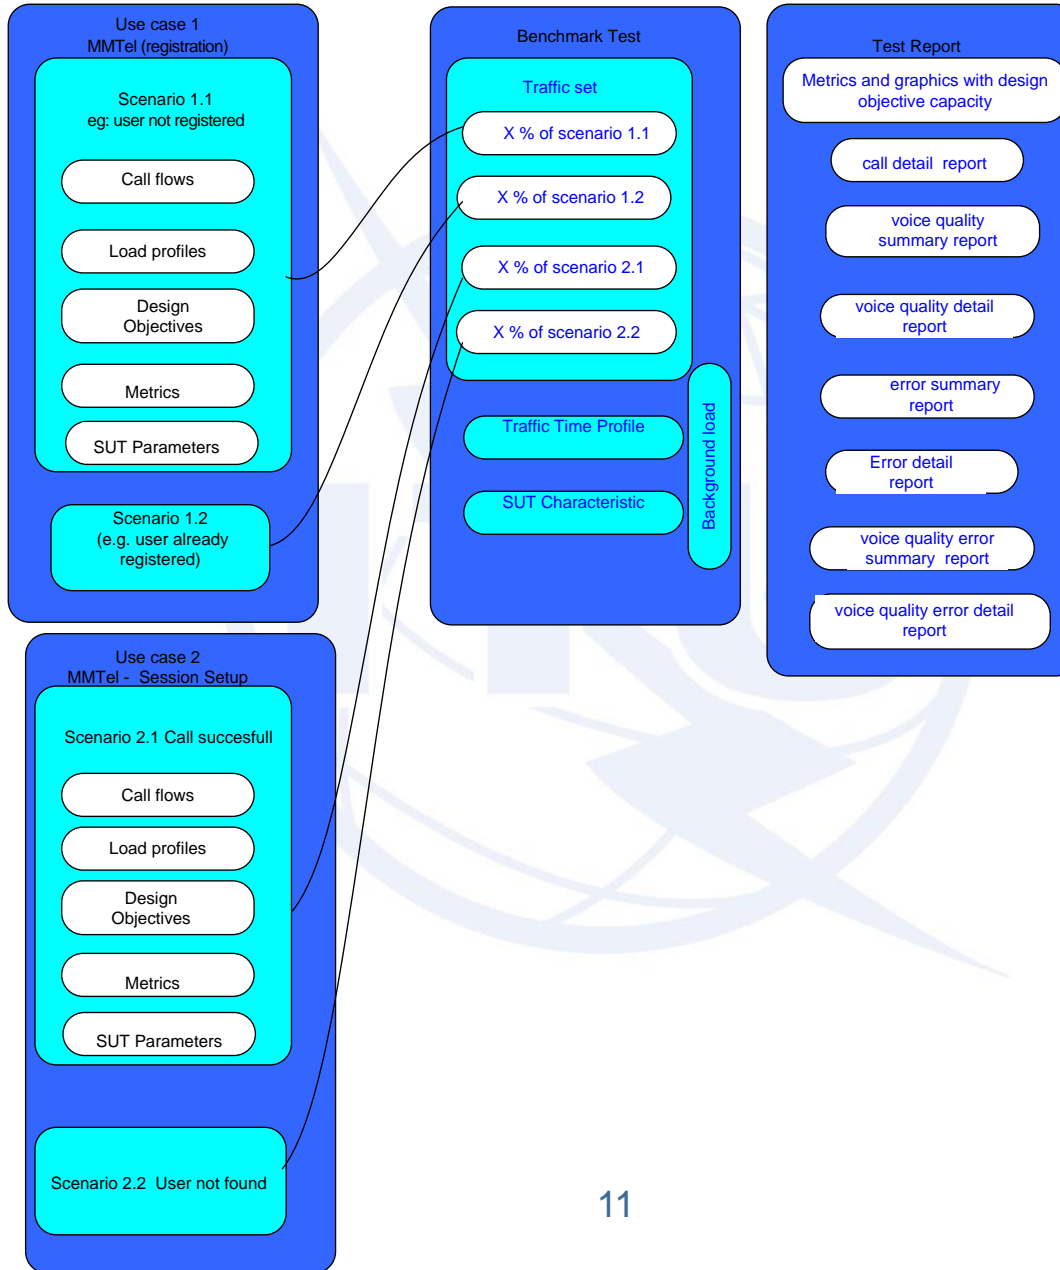 Use case 1
MMTel (registration)
Scenario 1.1
eg: user not registered
Call flows
Load profiles
Design
Objectives
Metrics
SUT Parameters
Scenario 1.2
(e.g. user already
registered)
Use case 2
MMTel - Session Setup
Scenario 2.1 Call succesfull
Call flows
Load profiles
Design
Objectives
Metrics
SUT Parameters
Scenario 2.2 User not found
Benchmark Test
Traffic set
X % of scenario 1.1
X % of scenario 1.2
X % of scenario 2.1
X % of scenario 2.2
Traffic Time Profile
SUT Characteristic
Background load
Test Report
Metrics and graphics with design
objective capacity
call detail report
voice quality
summary report
voice quality detail
report
error summary
report
Error detail
report
voice quality error
summary report
voice quality error detail
report
11